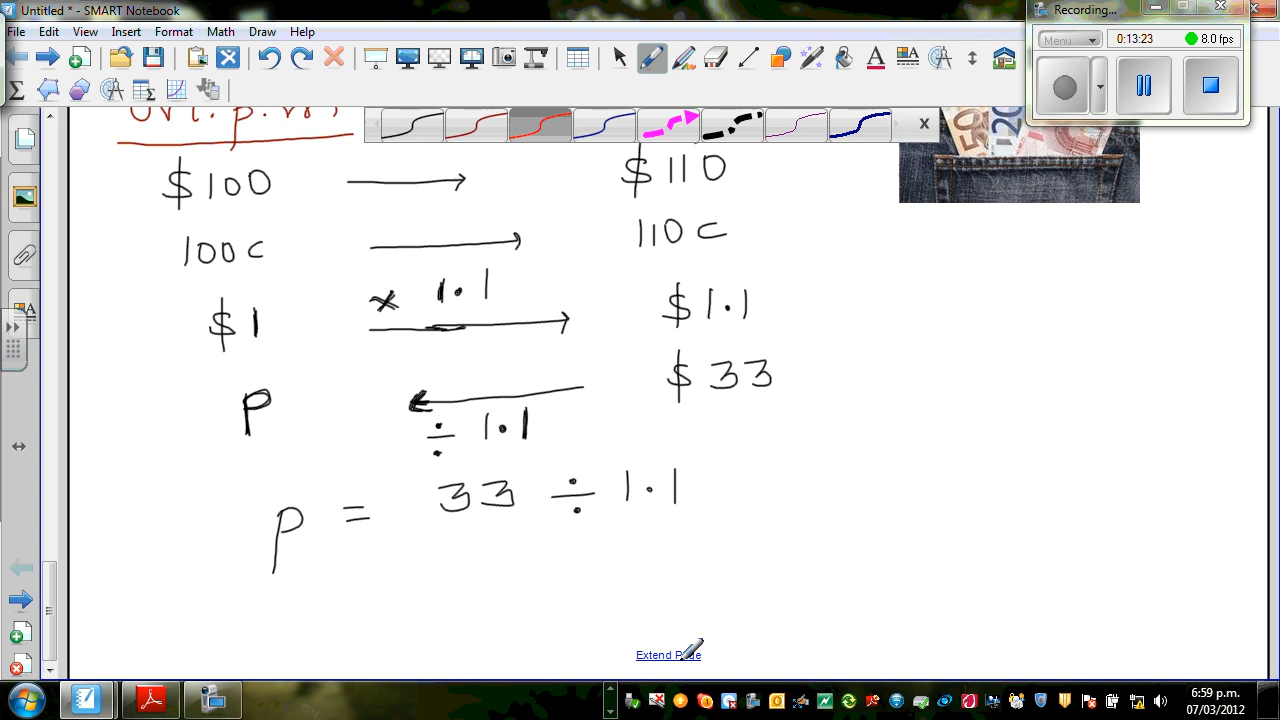 Untitled * - SMART Notebook
Recording...
File Edit View Insert Format Math Draw Help
Menu 0:13:23 8.0 fps
$100 → $110
100c → 110c
× 1.1
$1 → $1.1
p ← $33
÷ 1.1
p = 33 ÷ 1.1
Extend Page
6:59 p.m.
07/03/2012